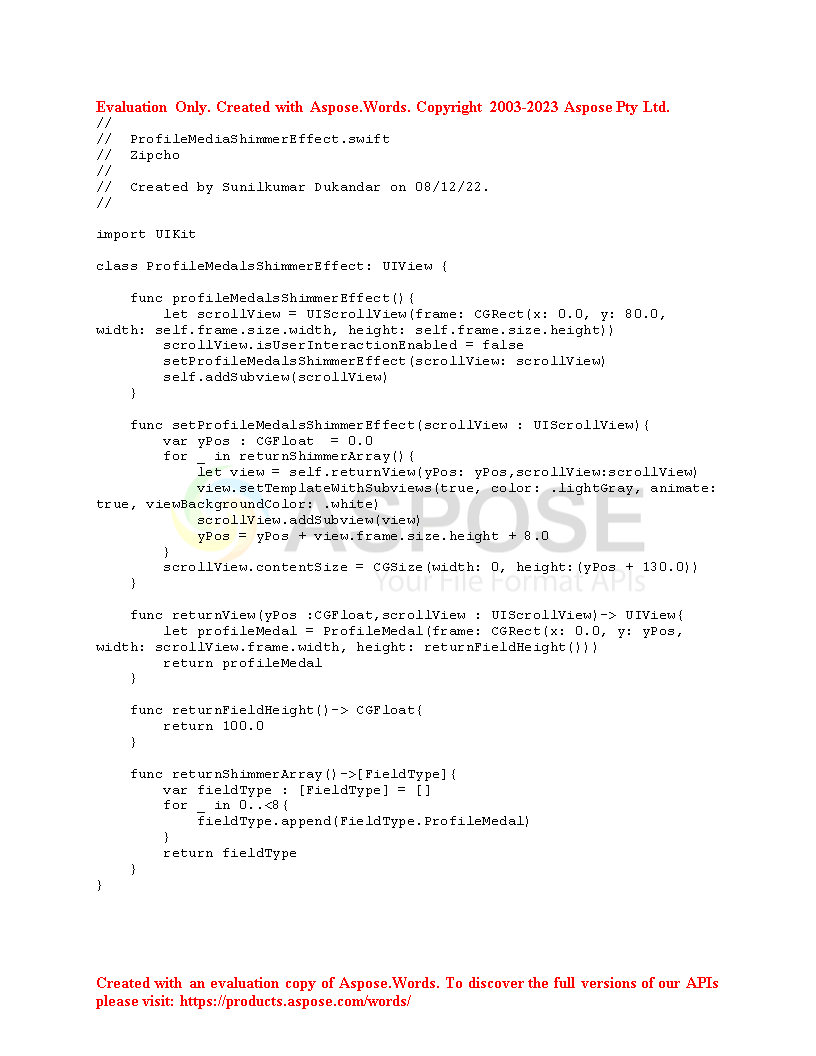 Evaluation Only. Created with Aspose.Words. Copyright 2003-2023 Aspose Pty Ltd.
//
//  ProfileMediaShimmerEffect.swift
//  Zipcho
//
//  Created by Sunilkumar Dukandar on 08/12/22.
//
import UIKit
class ProfileMedalsShimmerEffect: UIView {
    func profileMedalsShimmerEffect(){
        let scrollView = UIScrollView(frame: CGRect(x: 0.0, y: 80.0,
width: self.frame.size.width, height: self.frame.size.height))
        scrollView.isUserInteractionEnabled = false
        setProfileMedalsShimmerEffect(scrollView: scrollView)
        self.addSubview(scrollView)
    }
    func setProfileMedalsShimmerEffect(scrollView : UIScrollView){
        var yPos : CGFloat  = 0.0
        for _ in returnShimmerArray(){
            let view = self.returnView(yPos: yPos,scrollView:scrollView)
            view.setTemplateWithSubviews(true, color: .lightGray, animate:
true, viewBackgroundColor: .white)
            scrollView.addSubview(view)
            yPos = yPos + view.frame.size.height + 8.0
        }
        scrollView.contentSize = CGSize(width: 0, height:(yPos + 130.0))
    }
    func returnView(yPos :CGFloat,scrollView : UIScrollView)-> UIView{
        let profileMedal = ProfileMedal(frame: CGRect(x: 0.0, y: yPos,
width: scrollView.frame.width, height: returnFieldHeight()))
        return profileMedal
    }
    func returnFieldHeight()-> CGFloat{
        return 100.0
    }
    func returnShimmerArray()->[FieldType]{
        var fieldType : [FieldType] = []
        for _ in 0..<8{
            fieldType.append(FieldType.ProfileMedal)
        }
        return fieldType
    }
}
ASPOSE
Your File Format APIs
Created with an evaluation copy of Aspose.Words. To discover the full versions of our APIs
please visit: https://products.aspose.com/words/